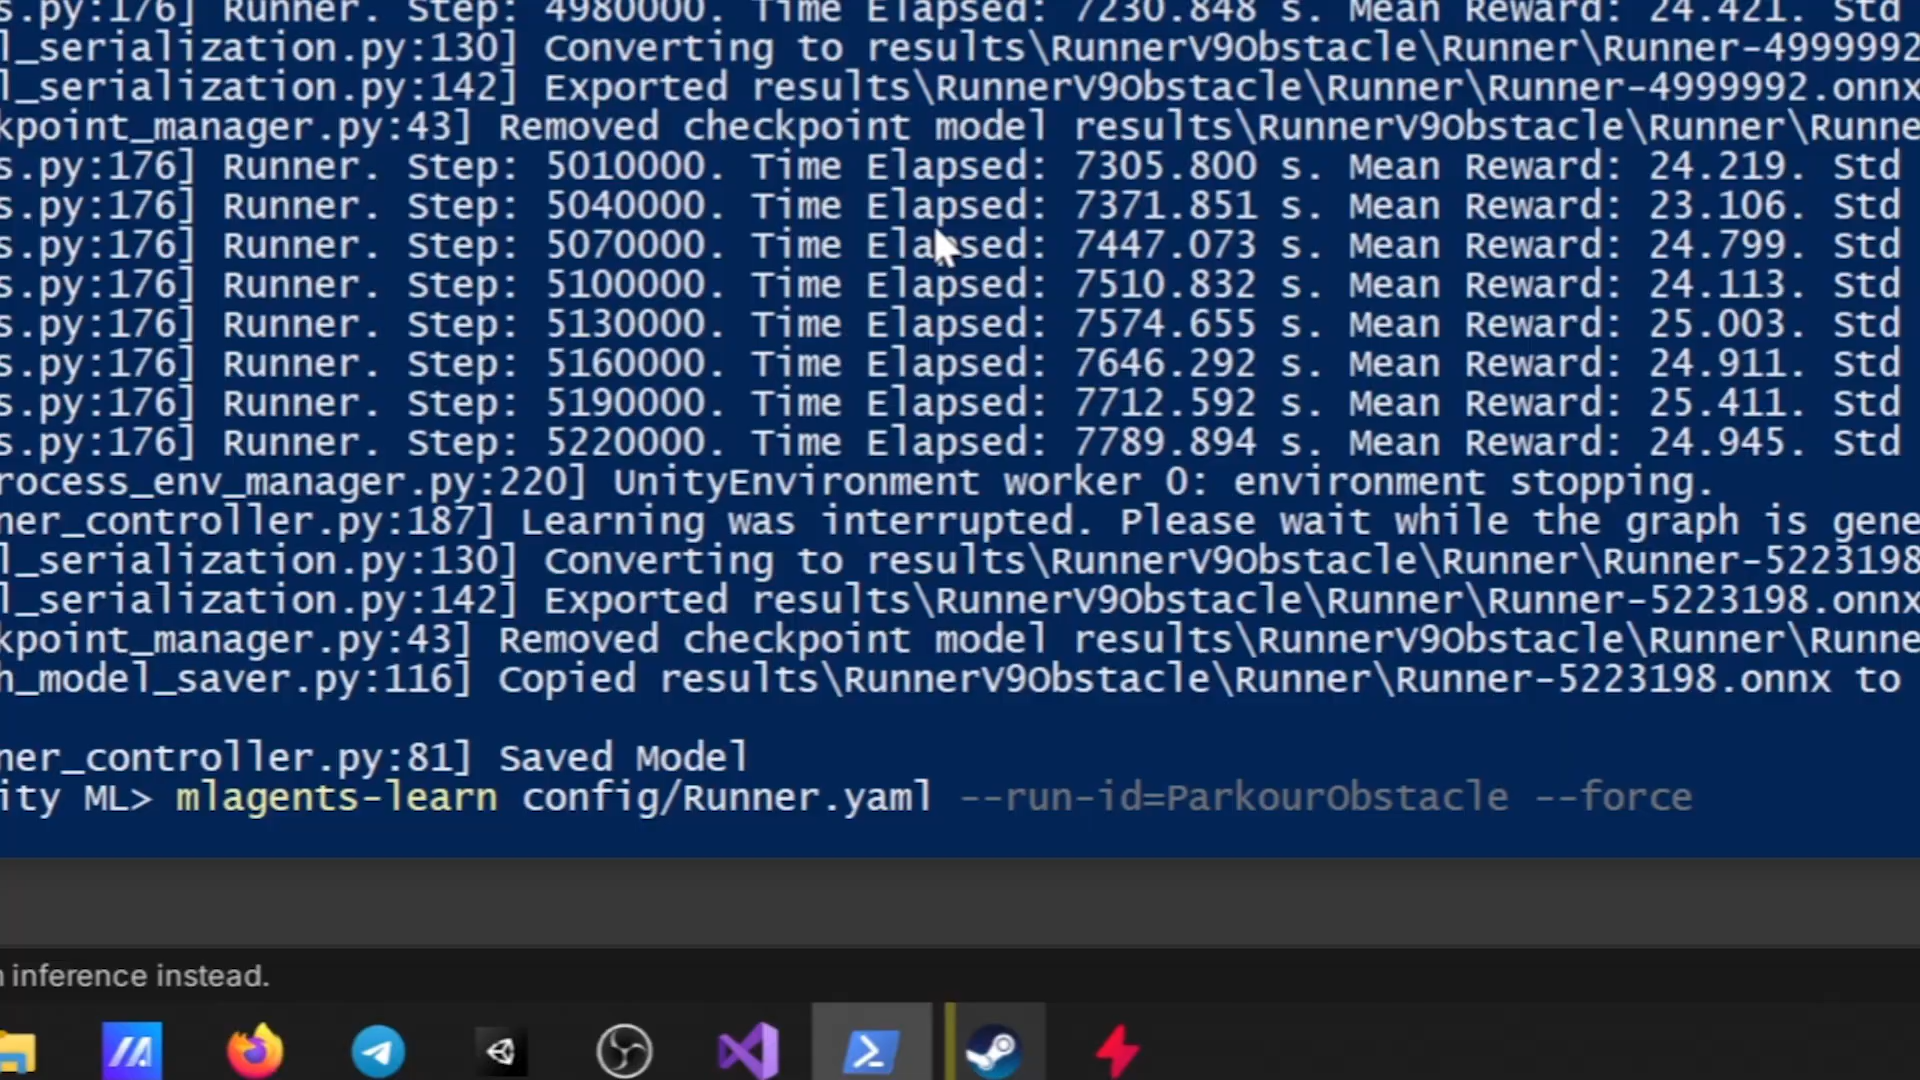 s.py:176] Runner. Step: 4980000. Time Elapsed: 7230.848 s. Mean Reward: 24.421. Std
l_serialization.py:130] Converting to results\RunnerV9Obstacle\Runner\Runner-4999992
l_serialization.py:142] Exported results\RunnerV9Obstacle\Runner\Runner-4999992.onnx
kpoint_manager.py:43] Removed checkpoint model results\RunnerV9Obstacle\Runner\Runne
s.py:176] Runner. Step: 5010000. Time Elapsed: 7305.800 s. Mean Reward: 24.219. Std
s.py:176] Runner. Step: 5040000. Time Elapsed: 7371.851 s. Mean Reward: 23.106. Std
s.py:176] Runner. Step: 5070000. Time Elapsed: 7447.073 s. Mean Reward: 24.799. Std
s.py:176] Runner. Step: 5100000. Time Elapsed: 7510.832 s. Mean Reward: 24.113. Std
s.py:176] Runner. Step: 5130000. Time Elapsed: 7574.655 s. Mean Reward: 25.003. Std
s.py:176] Runner. Step: 5160000. Time Elapsed: 7646.292 s. Mean Reward: 24.911. Std
s.py:176] Runner. Step: 5190000. Time Elapsed: 7712.592 s. Mean Reward: 25.411. Std
s.py:176] Runner. Step: 5220000. Time Elapsed: 7789.894 s. Mean Reward: 24.945. Std
rocess_env_manager.py:220] UnityEnvironment worker 0: environment stopping.
ner_controller.py:187] Learning was interrupted. Please wait while the graph is gene
l_serialization.py:130] Converting to results\RunnerV9Obstacle\Runner\Runner-5223198
l_serialization.py:142] Exported results\RunnerV9Obstacle\Runner\Runner-5223198.onnx
kpoint_manager.py:43] Removed checkpoint model results\RunnerV9Obstacle\Runner\Runne
h_model_saver.py:116] Copied results\RunnerV9Obstacle\Runner\Runner-5223198.onnx to
ner_controller.py:81] Saved Model
ity ML> mlagents-learn config/Runner.yaml --run-id=ParkourObstacle --force
n inference instead.